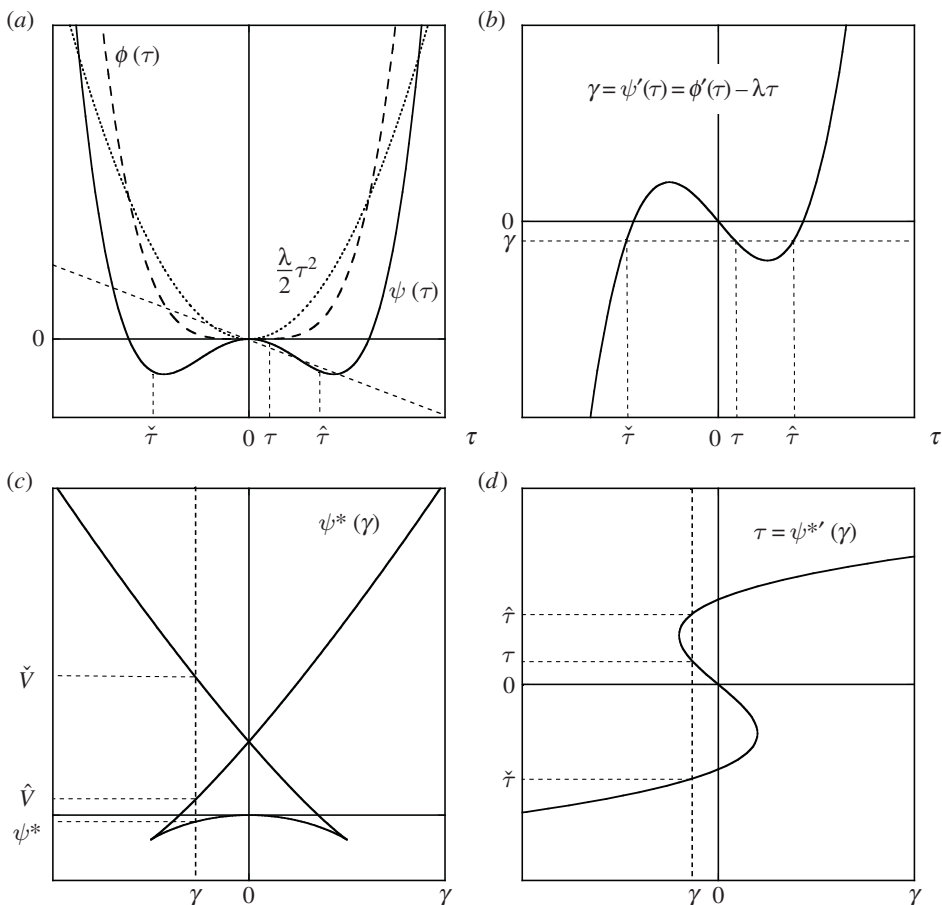 (a)
ϕ (τ)
λ/2 τ²
ψ (τ)
0
τ̌ 0 τ τ̂ τ
(b)
γ = ψ′(τ) = ϕ′(τ) – λτ
0
γ
τ̌ 0 τ τ̂ τ
(c)
ψ* (γ)
V̌
V̂
ψ*
γ 0 γ
(d)
τ = ψ*′ (γ)
τ̂
τ
0
τ̌
γ 0 γ